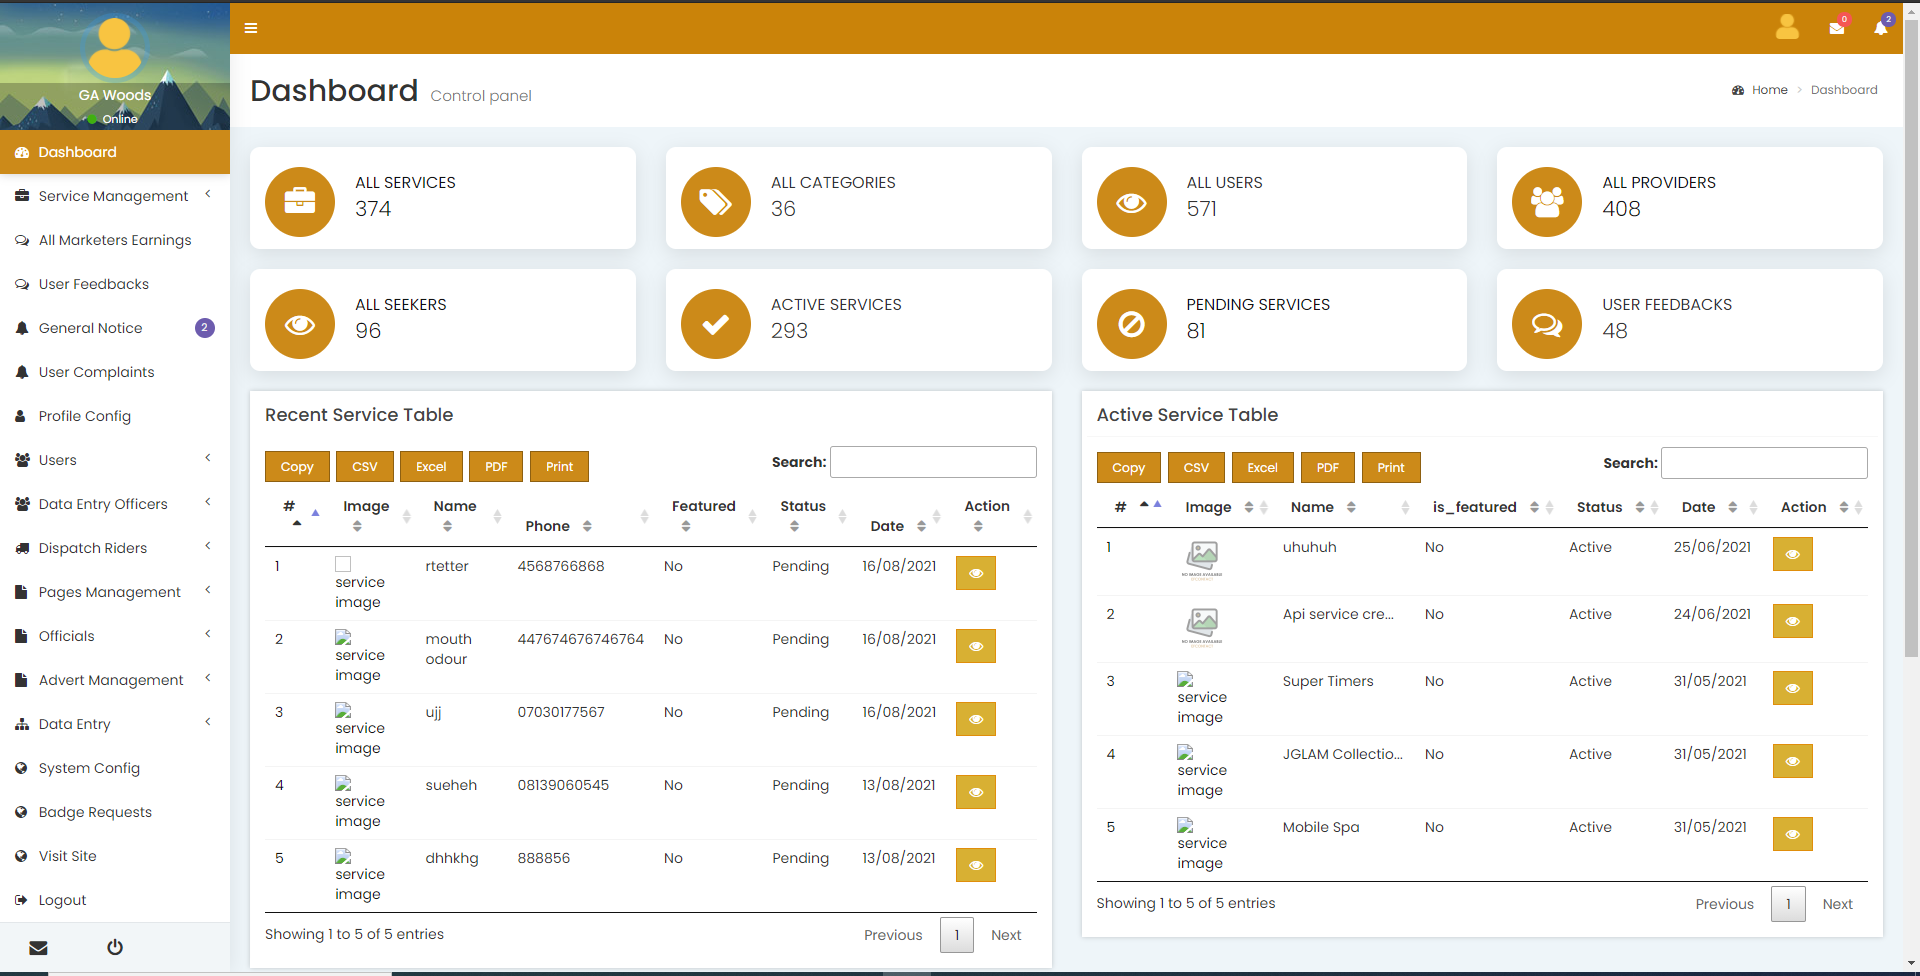 GA Woods
Online
Dashboard
Service Management
All Marketers Earnings
User Feedbacks
General Notice 2
User Complaints
Profile Config
Users
Data Entry Officers
Dispatch Riders
Pages Management
Officials
Advert Management
Data Entry
System Config
Badge Requests
Visit Site
Logout
0 2
Dashboard Control panel
Home > Dashboard
ALL SERVICES
374
ALL CATEGORIES
36
ALL USERS
571
ALL PROVIDERS
408
ALL SEEKERS
96
ACTIVE SERVICES
293
PENDING SERVICES
81
USER FEEDBACKS
48
Recent Service Table
Copy CSV Excel PDF Print Search:
# Image Name Phone Featured Status Date Action
1 service image rtetter 4568766868 No Pending 16/08/2021
2 service image mouth odour 447674676746764 No Pending 16/08/2021
3 service image ujj 07030177567 No Pending 16/08/2021
4 service image sueheh 08139060545 No Pending 13/08/2021
5 service image dhhkhg 888856 No Pending 13/08/2021
Showing 1 to 5 of 5 entries
Previous 1 Next
Active Service Table
Copy CSV Excel PDF Print Search:
# Image Name is_featured Status Date Action
1 NO IMAGE AVAILABLE uhuhuh No Active 25/06/2021
2 NO IMAGE AVAILABLE Api service cre... No Active 24/06/2021
3 service image Super Timers No Active 31/05/2021
4 service image JGLAM Collectio... No Active 31/05/2021
5 service image Mobile Spa No Active 31/05/2021
Showing 1 to 5 of 5 entries
Previous 1 Next